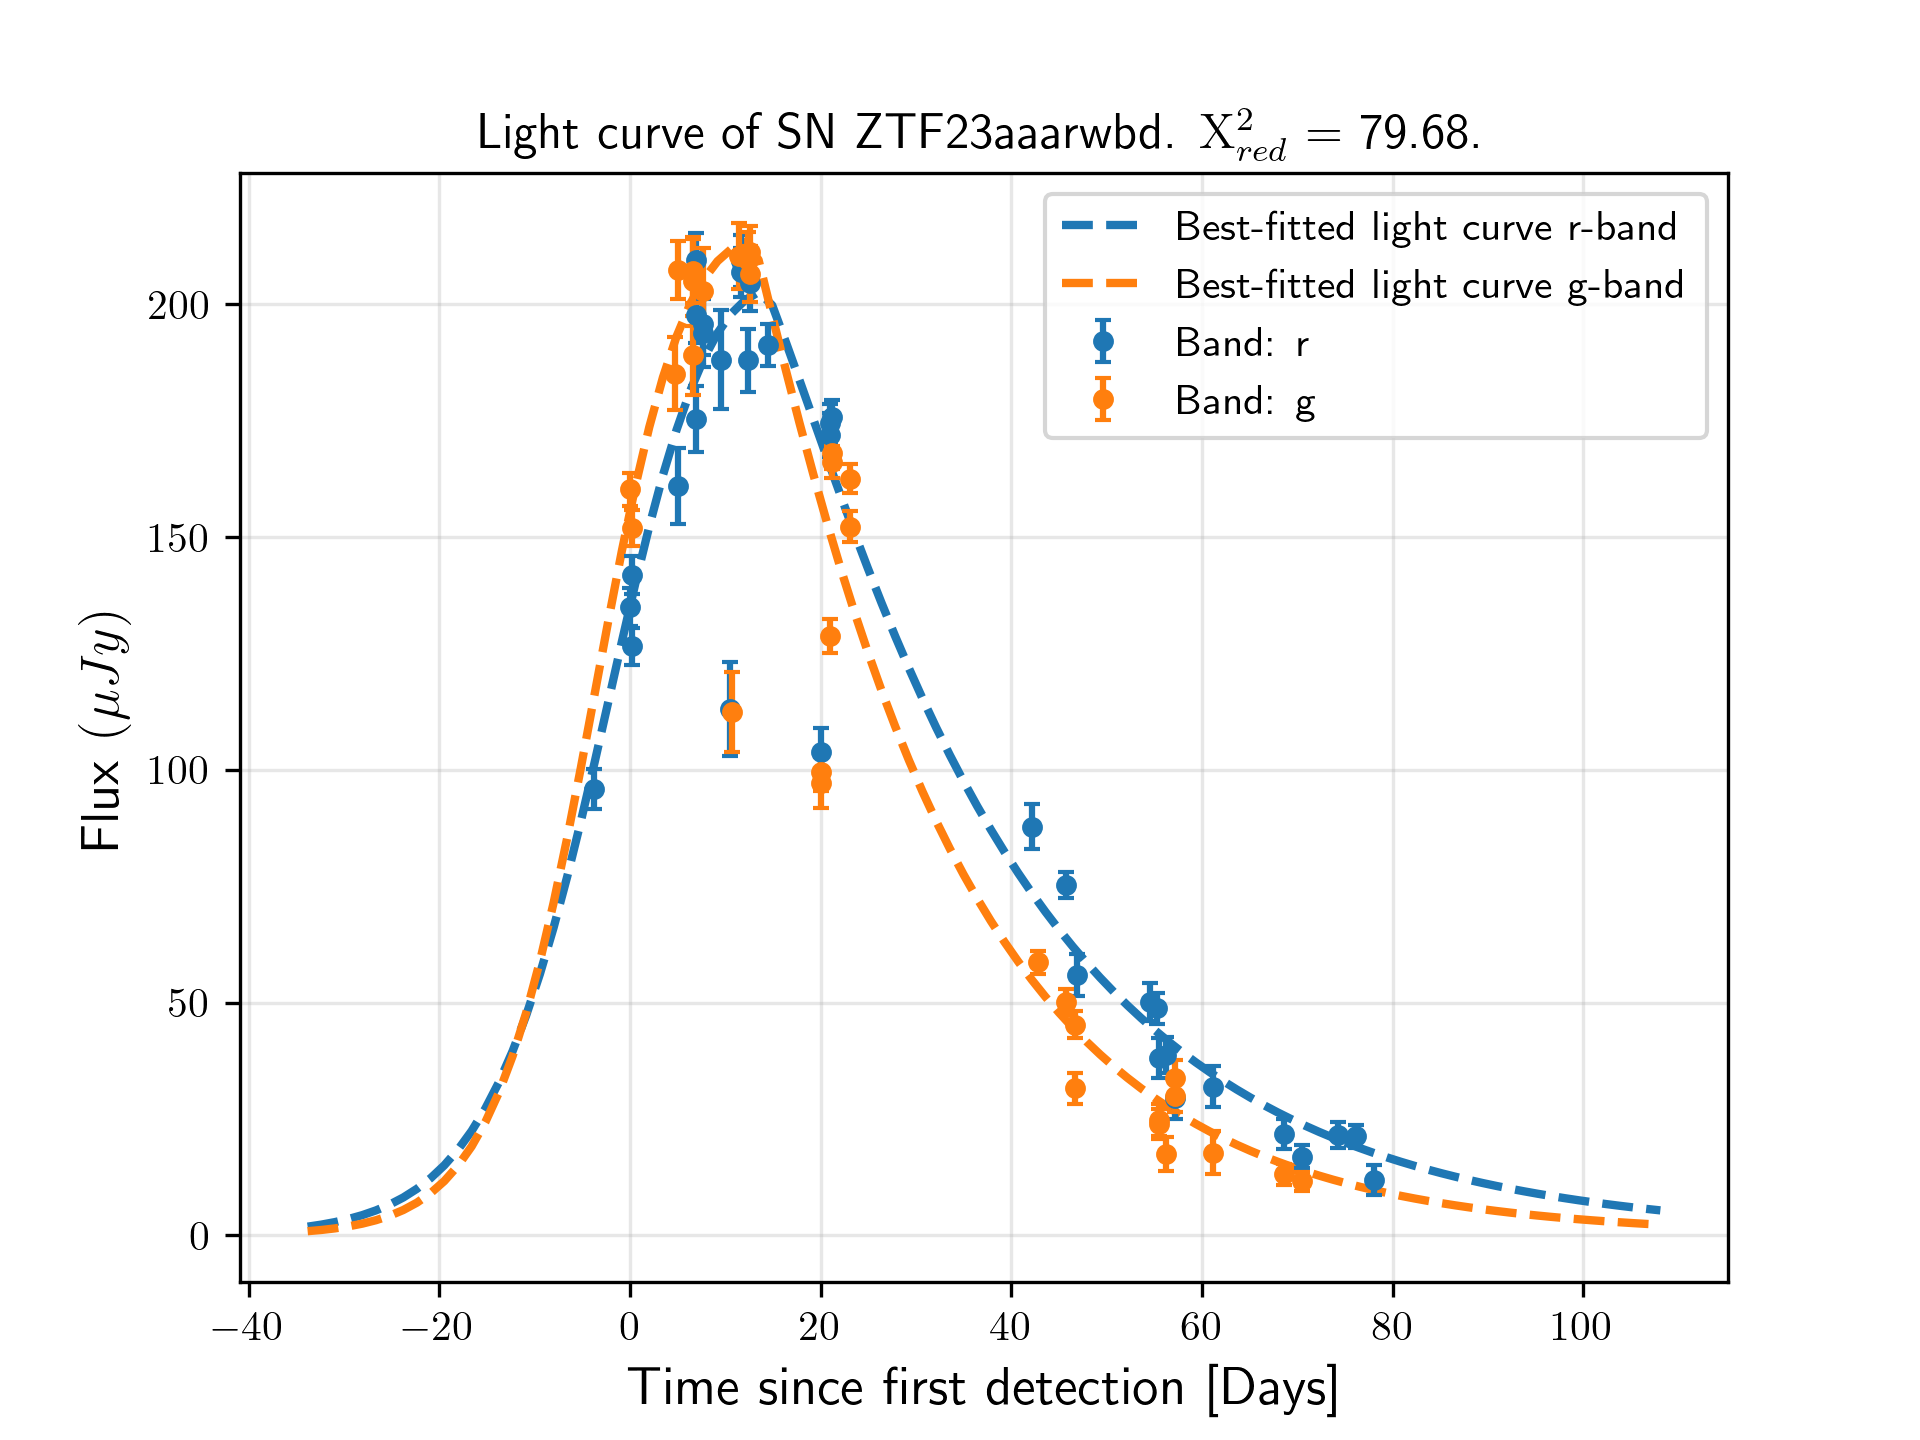 Light curve of SN ZTF23aaarwbd. X²_red = 79.68.
Best-fitted light curve r-band
Best-fitted light curve g-band
Band: r
Band: g
Flux (μJy)
200
150
100
50
0
−40 −20 0 20 40 60 80 100
Time since first detection [Days]